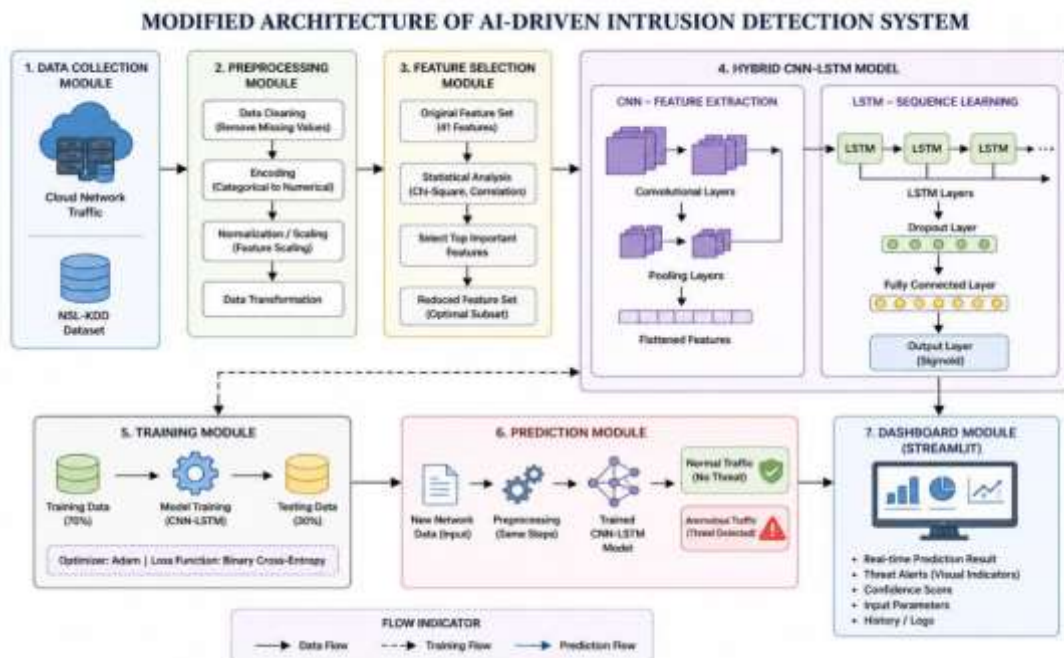 MODIFIED ARCHITECTURE OF AI-DRIVEN INTRUSION DETECTION SYSTEM
1. DATA COLLECTION
MODULE
Cloud Network
Traffic
NSL-KDD
Dataset
2. PREPROCESSING
MODULE
Data Cleaning
(Remove Missing Values)
Encoding
(Categorical to Numerical)
Normalization / Scaling
(Feature Scaling)
Data Transformation
3. FEATURE SELECTION
MODULE
Original Feature Set
(41 Features)
Statistical Analysis
(Chi-Square, Correlation)
Select Top Important
Features
Reduced Feature Set
(Optimal Subset)
4. HYBRID CNN-LSTM MODEL
CNN - FEATURE EXTRACTION
Convolutional Layers
Pooling Layers
Flattened Features
LSTM - SEQUENCE LEARNING
LSTM
LSTM
LSTM
LSTM Layers
Dropout Layer
Fully Connected Layer
Output Layer
(Sigmoid)
5. TRAINING MODULE
Training Data
(70%)
Model Training
(CNN-LSTM)
Testing Data
(30%)
Optimizer: Adam | Loss Function: Binary Cross-Entropy
6. PREDICTION MODULE
New Network
Data (Input)
Preprocessing
(Same Steps)
Trained
CNN-LSTM
Model
Normal Traffic
(No Threat)
Anomalous Traffic
(Threat Detected)
7. DASHBOARD MODULE
(STREAMLIT)
• Real-time Prediction Result
• Threat Alerts (Visual Indicators)
• Confidence Score
• Input Parameters
• History / Logs
FLOW INDICATOR
Data Flow
Training Flow
Prediction Flow